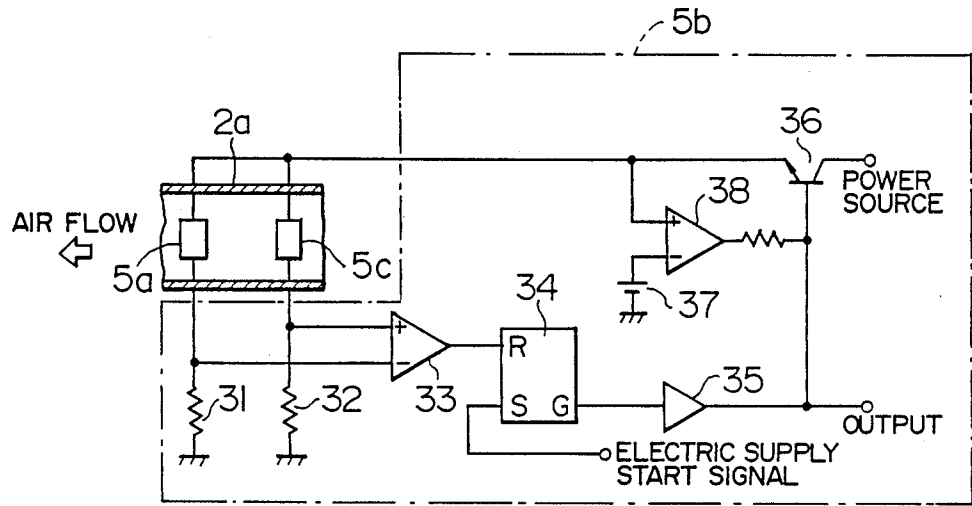 5b
2a
36
POWER
SOURCE
AIR FLOW
5a
5c
+
-
38
37
34
R
S G
+
-
33
31
32
35
OUTPUT
ELECTRIC SUPPLY
START SIGNAL